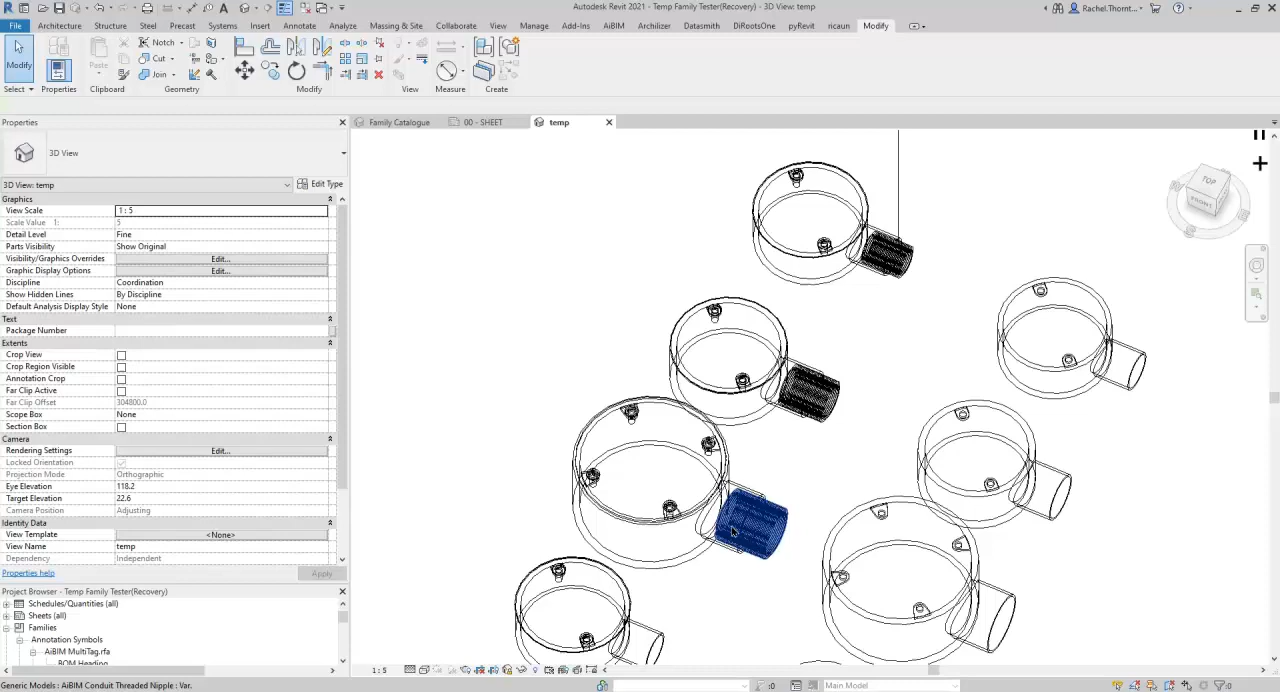 Autodesk Revit 2021 - Temp Family Tester(Recovery) - 3D View: temp
Rachel.Thornt...
File Architecture Structure Steel Precast Systems Insert Annotate Analyze Massing & Site Collaborate View Manage Add-Ins AiBIM Archilizer Datasmith DiRootsOne pyRevit ricaun Modify
Modify
Paste
Notch
Cut
Join
Select Properties Clipboard Geometry Modify View Measure Create
Properties
Family Catalogue
00 - SHEET
temp
3D View
3D View: temp
Edit Type
Graphics
View Scale 1 : 5
Scale Value 1: 5
Detail Level Fine
Parts Visibility Show Original
Visibility/Graphics Overrides Edit...
Graphic Display Options Edit...
Discipline Coordination
Show Hidden Lines By Discipline
Default Analysis Display Style None
Text
Package Number
Extents
Crop View
Crop Region Visible
Annotation Crop
Far Clip Active
Far Clip Offset 304800.0
Scope Box None
Section Box
Camera
Rendering Settings Edit...
Locked Orientation
Projection Mode Orthographic
Eye Elevation 118.2
Target Elevation 22.6
Camera Position Adjusting
Identity Data
View Template <None>
View Name temp
Dependency Independent
Properties help
Apply
Project Browser - Temp Family Tester(Recovery)
Schedules/Quantities (all)
Sheets (all)
Families
Annotation Symbols
AiBIM MultiTag.rfa
BOM Heading
TOP
FRONT
1 : 5
Generic Models : AiBIM Conduit Threaded Nipple : Var.
:0
Main Model
:0